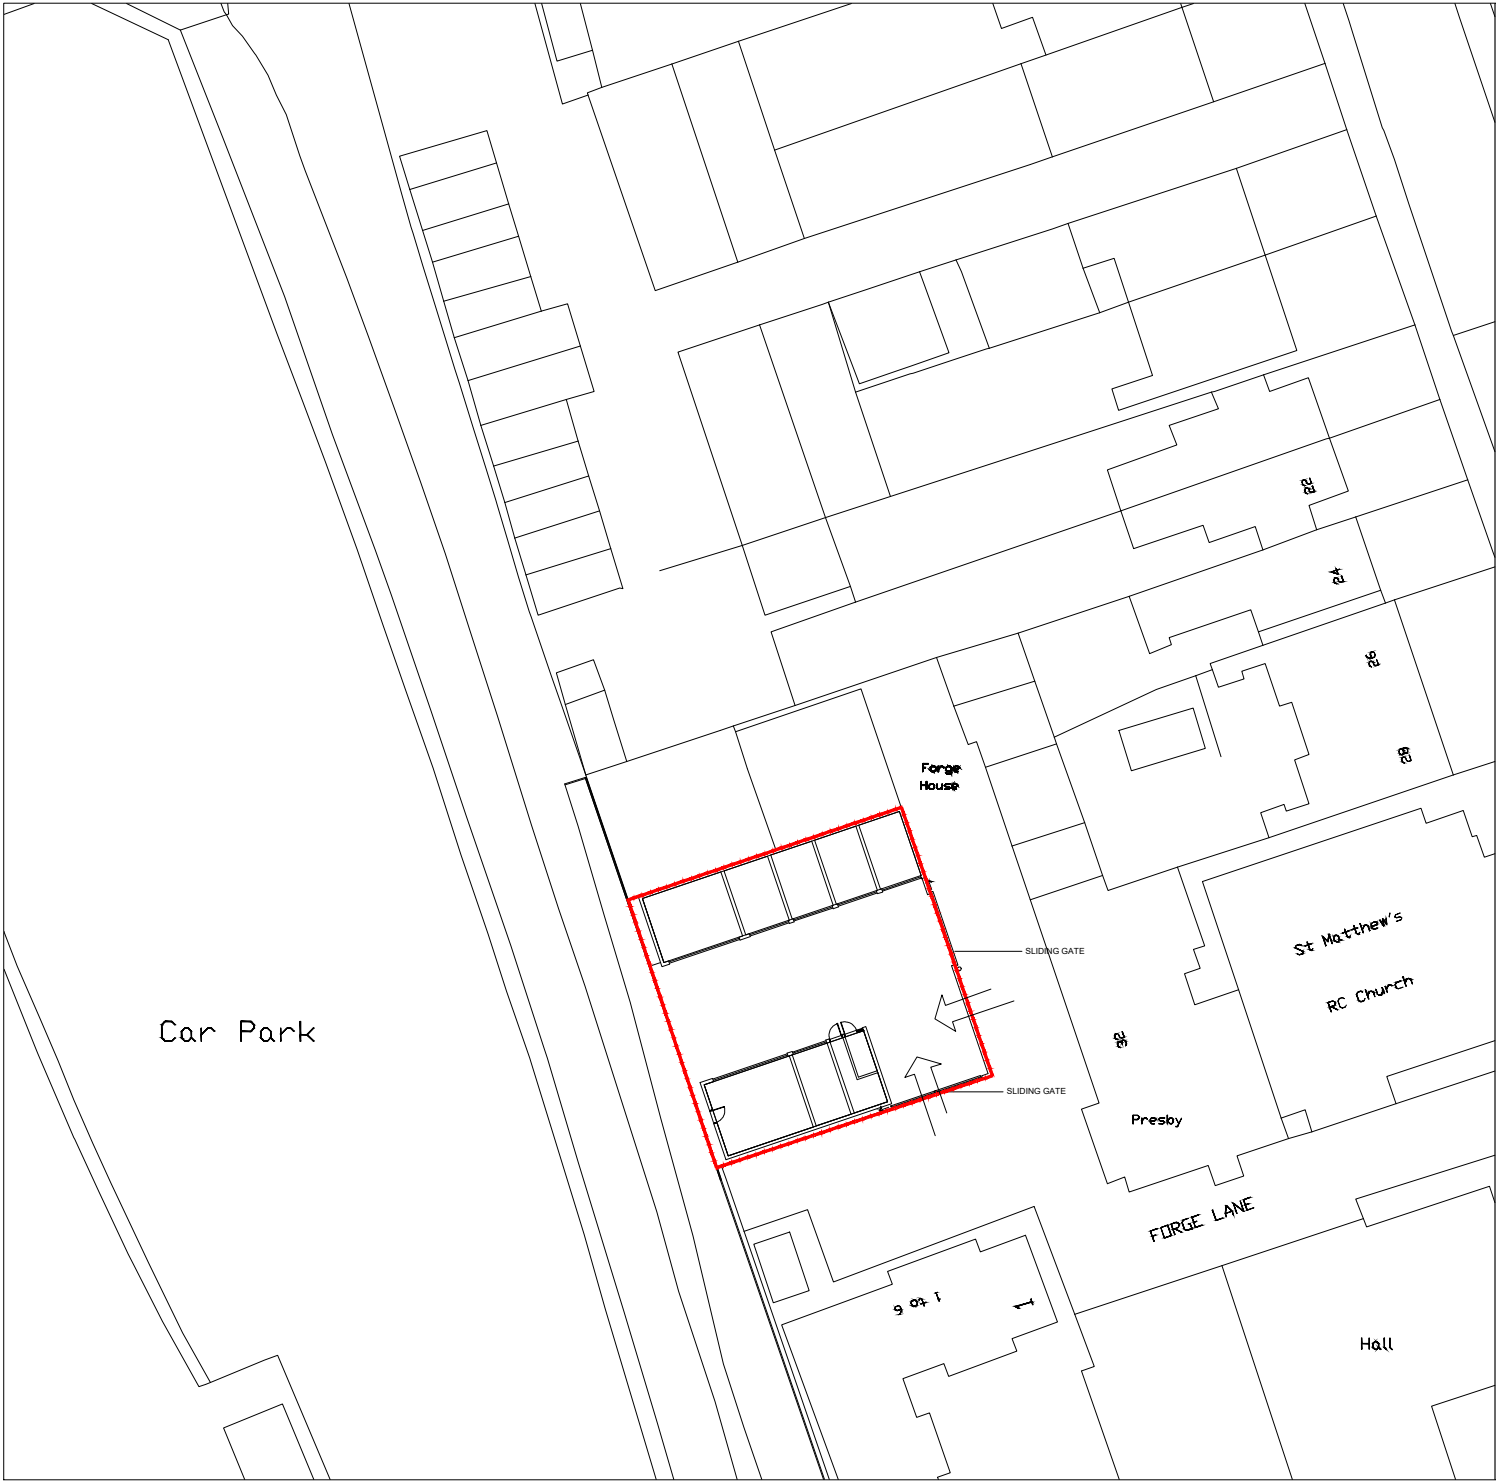 22
24
26
28
Forge
House
St Matthew's
RC Church
SLIDING GATE
Car Park
32
SLIDING GATE
Presby
FORGE LANE
1 to 6
1
Hall